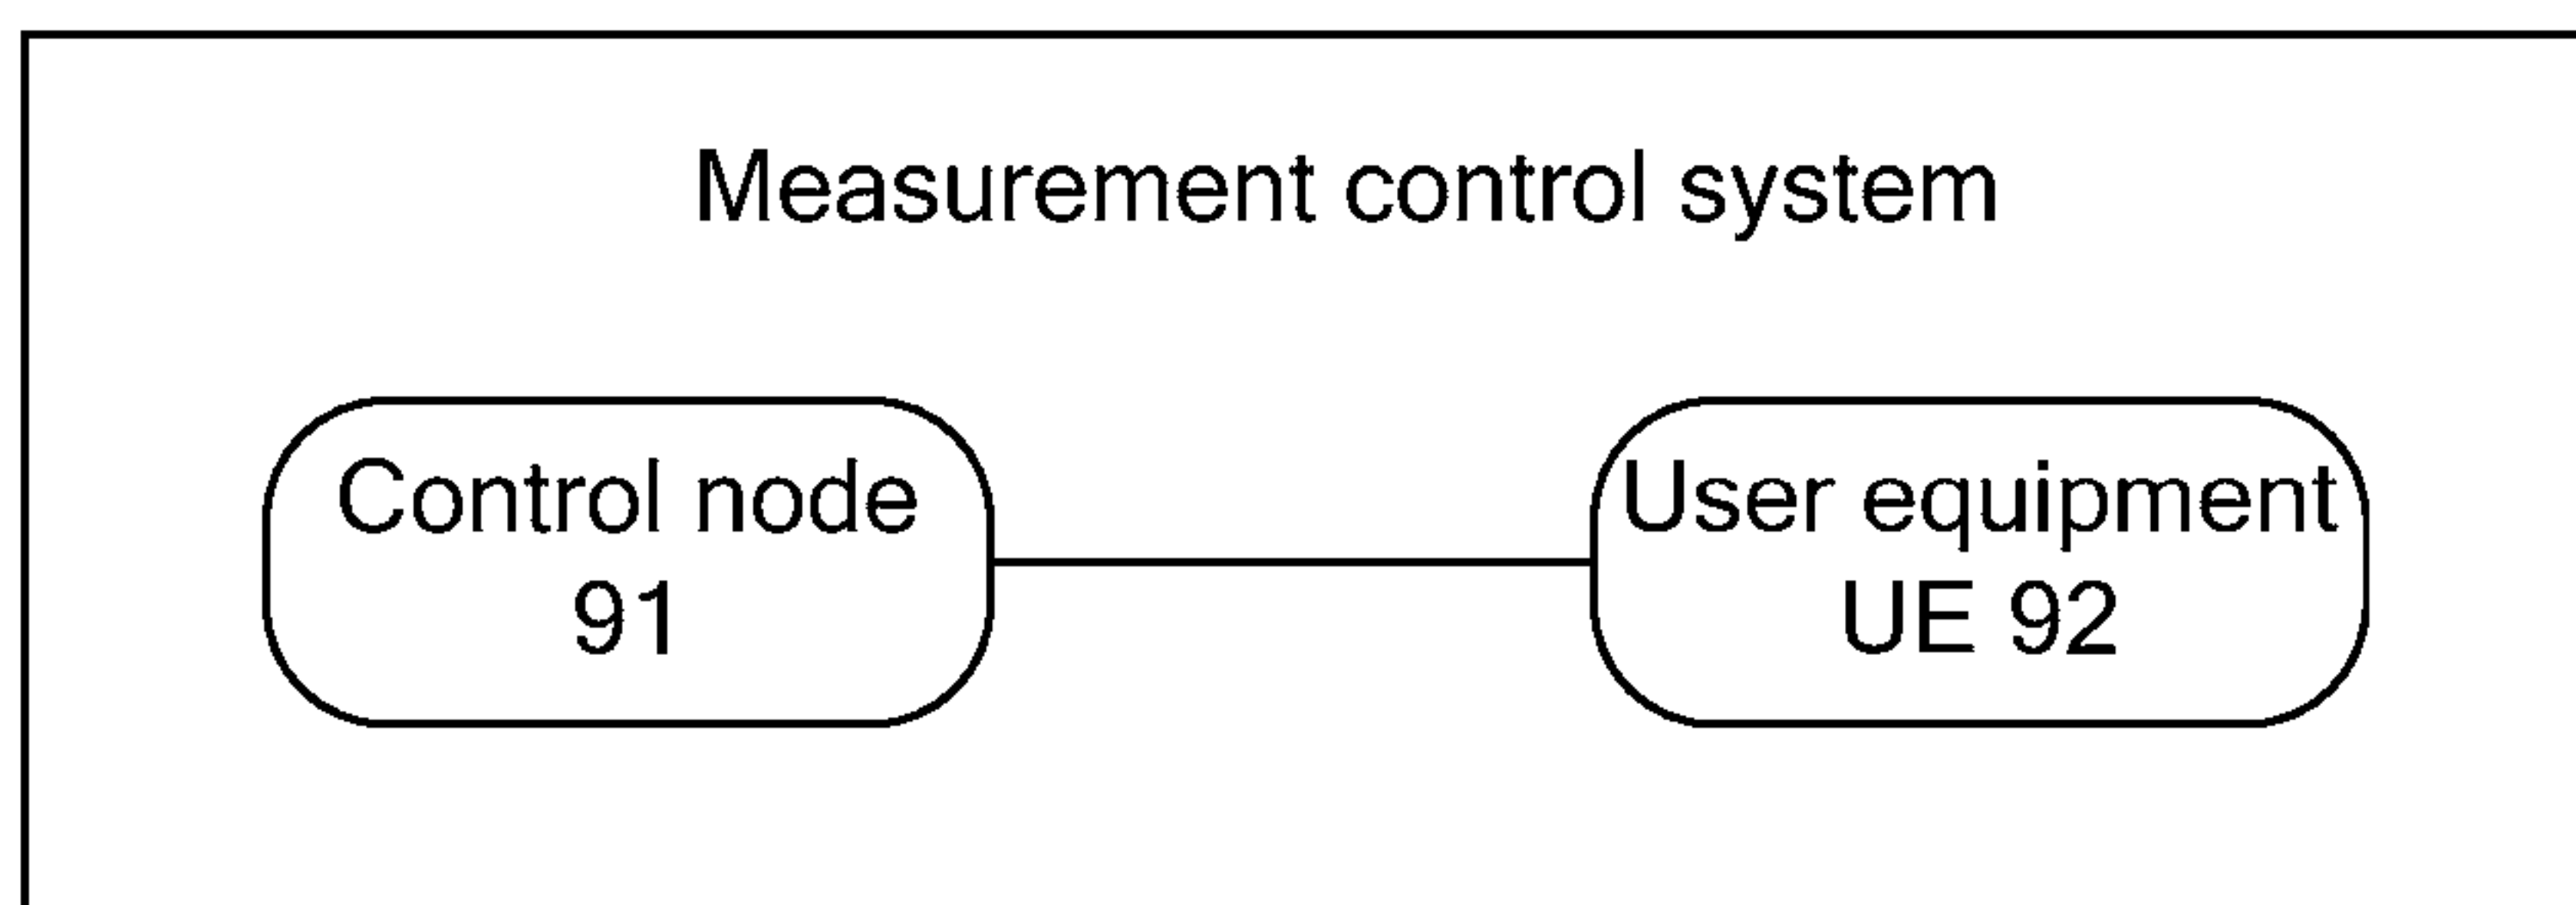 Measurement control system
Control node
91
User equipment
UE 92